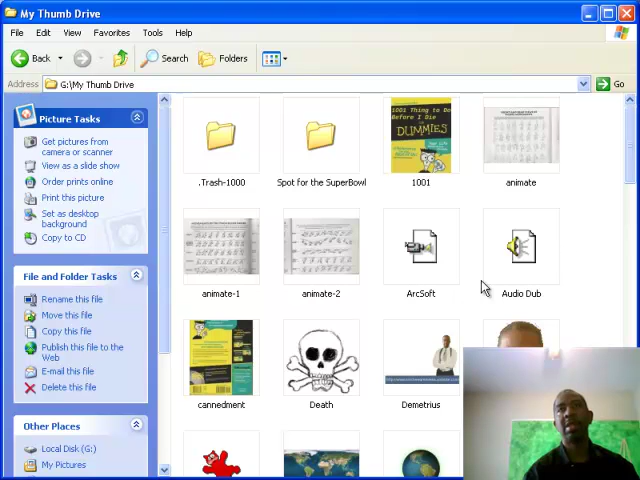 My Thumb Drive
File Edit View Favorites Tools Help
Back Search Folders
Address G:\My Thumb Drive Go
Picture Tasks
Get pictures from
camera or scanner
View as a slide show
Order prints online
Print this picture
Set as desktop
background
Copy to CD
File and Folder Tasks
Rename this file
Move this file
Copy this file
Publish this file to the
Web
E-mail this file
Delete this file
Other Places
Local Disk (G:)
My Pictures
1001 Thing to Do
Before I Die
FOR
DUMMIES
.Trash-1000 Spot for the SuperBowl 1001 animate
animate-1 animate-2 ArcSoft Audio Dub
cannedment Death Demetrius